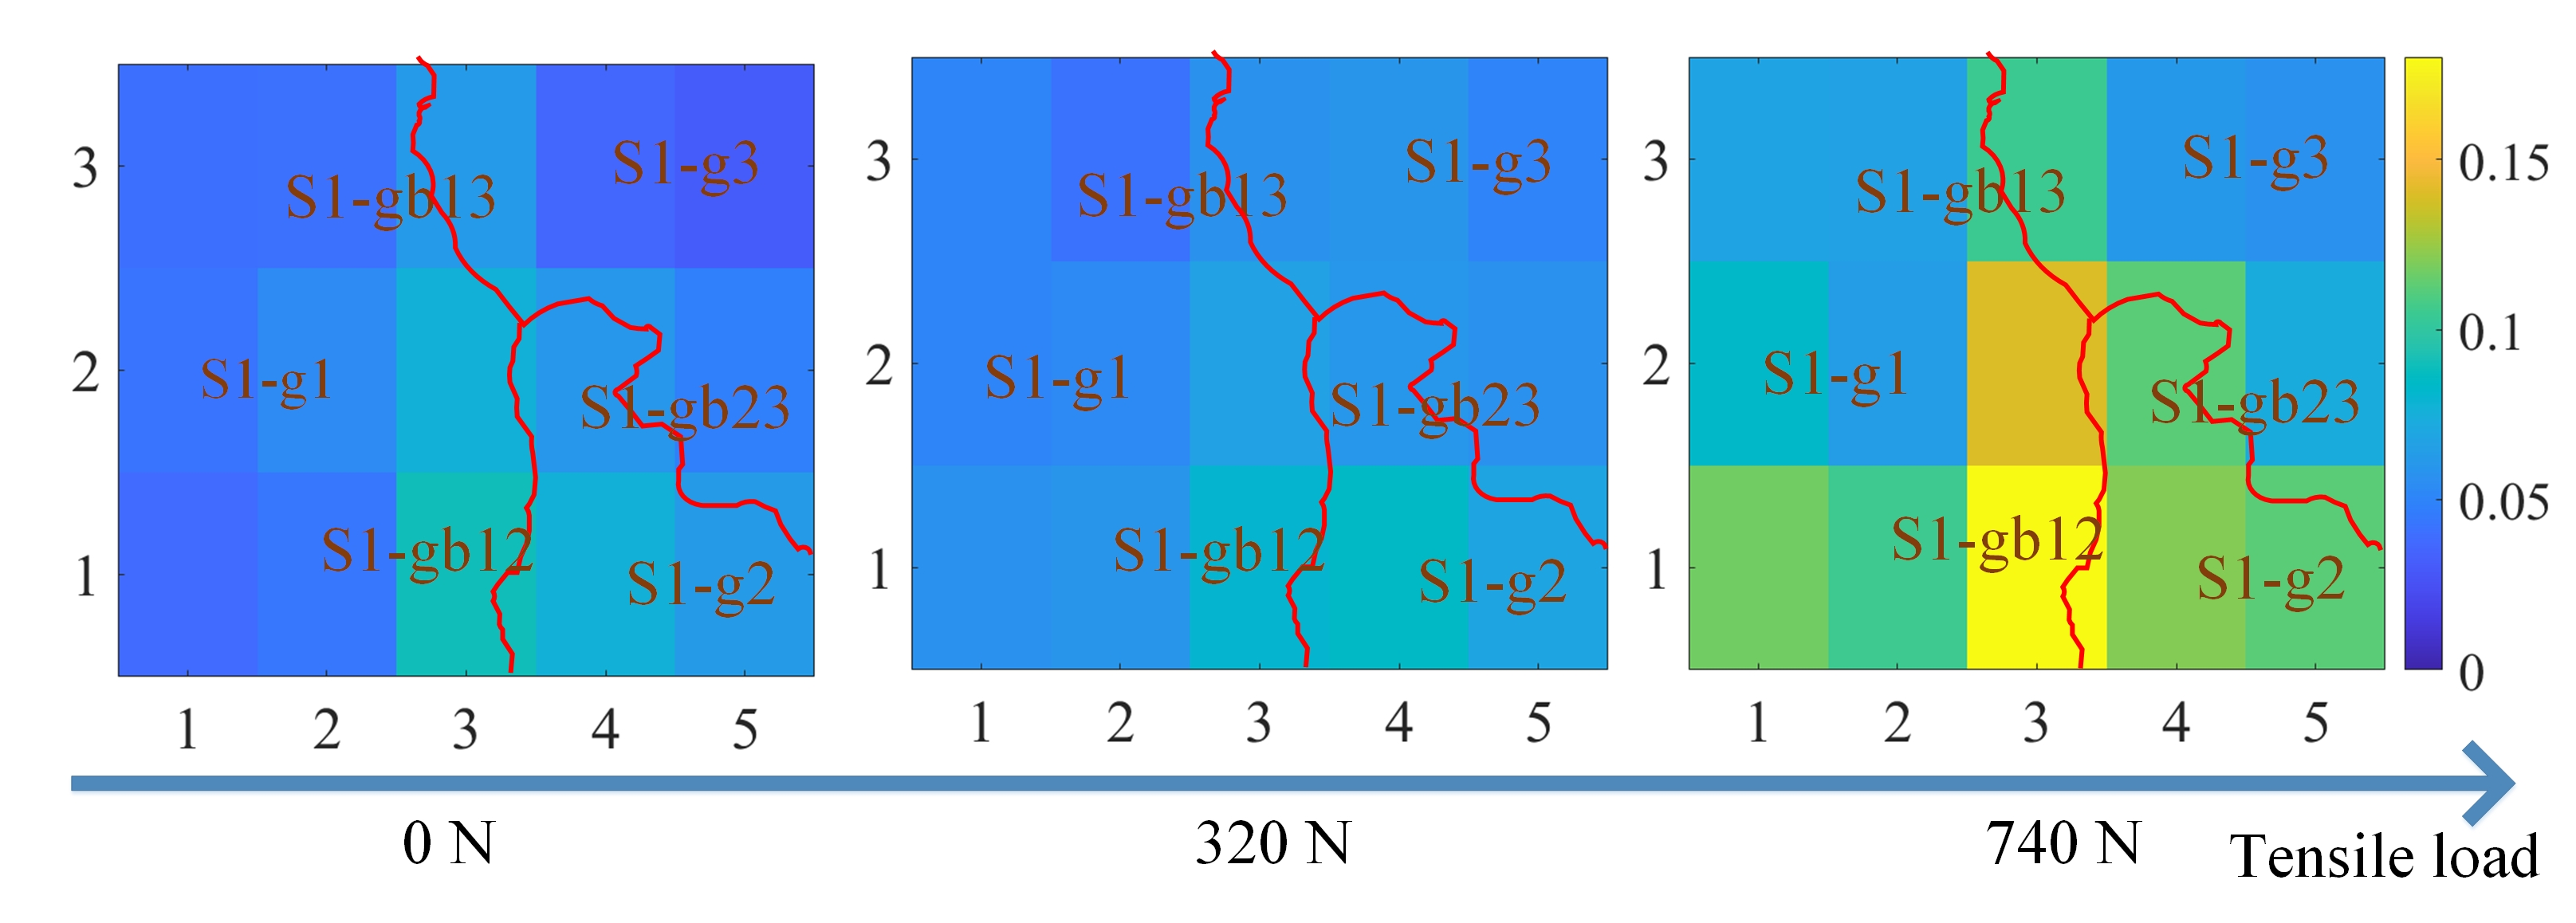 3
2
1
S1-gb13
S1-g3
S1-g1
S1-gb23
S1-gb12
S1-g2
1 2 3 4 5
3
2
1
S1-gb13
S1-g3
S1-g1
S1-gb23
S1-gb12
S1-g2
1 2 3 4 5
3
2
1
S1-gb13
S1-g3
S1-g1
S1-gb23
S1-gb12
S1-g2
1 2 3 4 5
0.15
0.1
0.05
0
0 N
320 N
740 N
Tensile load